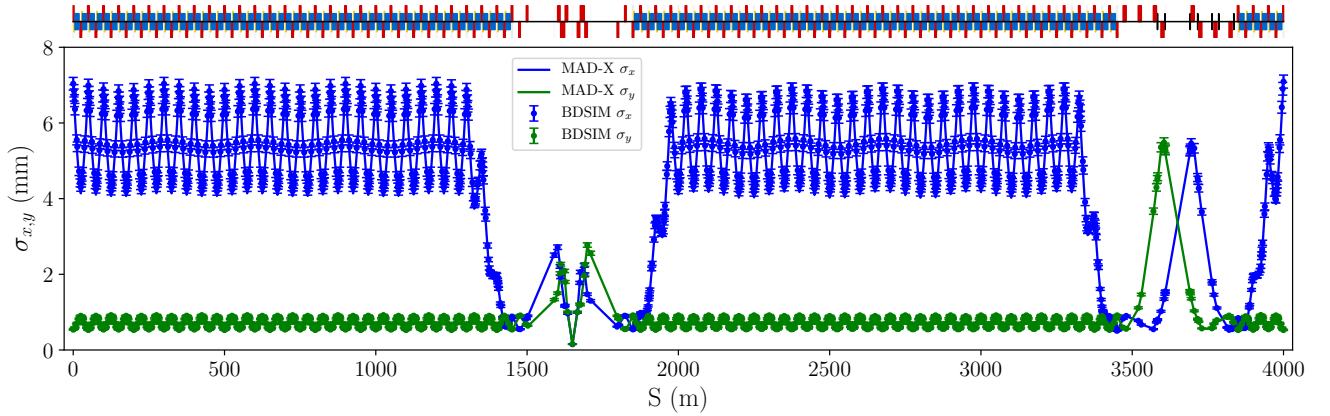 8
6
4
2
0
σx,y (mm)
MAD-X σx
MAD-X σy
BDSIM σx
BDSIM σy
0 500 1000 1500 2000 2500 3000 3500 4000
S (m)